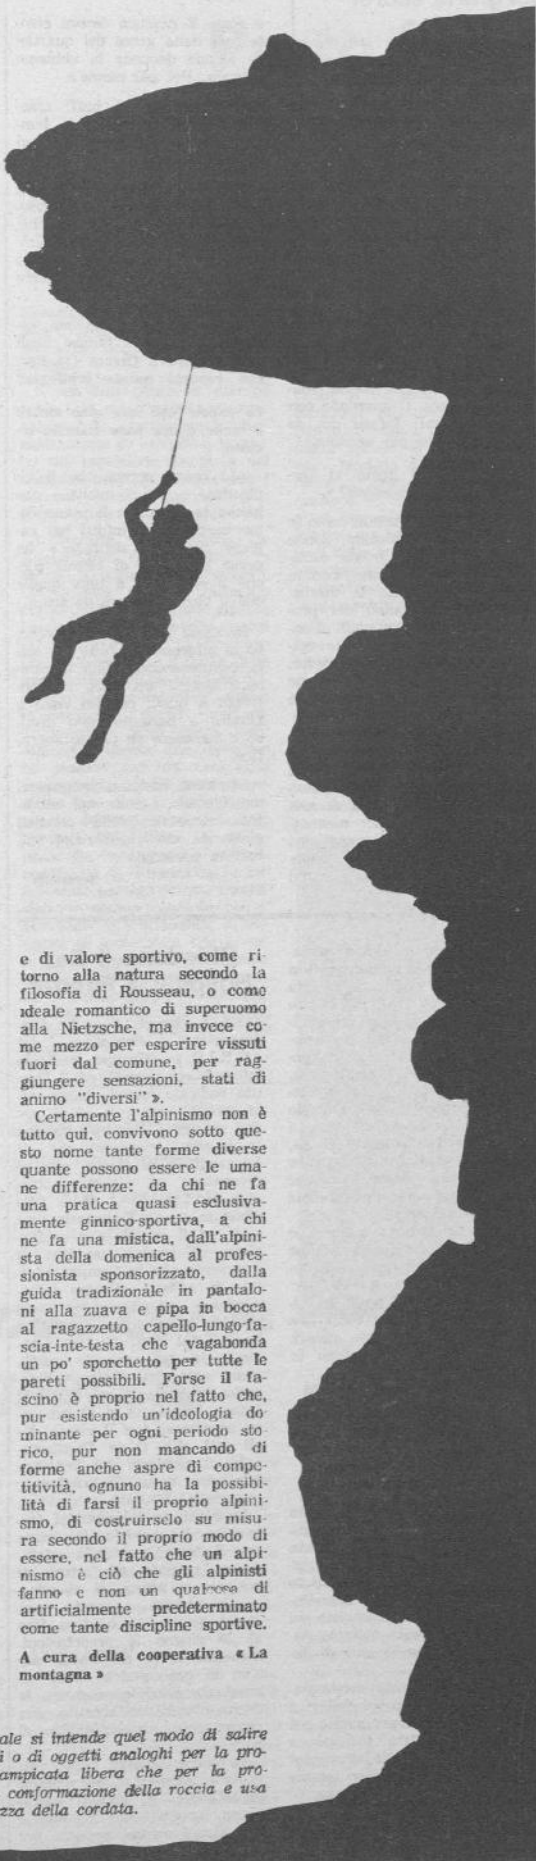 e di valore sportivo, come ri-
torno alla natura secondo la
filosofia di Rousseau, o come
ideale romantico di superuomo
alla Nietzsche, ma invece co-
me mezzo per esperire vissuti
fuori dal comune, per rag-
giungere sensazioni, stati di
animo "diversi" ».
Certamente l'alpinismo non è
tutto qui, convivono sotto que-
sto nome tante forme diverse
quante possono essere le uma-
ne differenze: da chi ne fa
una pratica quasi esclusiva-
mente ginnico-sportiva, a chi
ne fa una mistica, dall'alpini-
sta della domenica al profes-
sionista sponsorizzato, dalla
guida tradizionale in pantalo-
ni alla zuava e pipa in bocca
al ragazzetto capello-lungo-fa-
scia-inte-testa che vagabonda
un po' sporchetto per tutte le
pareti possibili. Forse il fa-
scino è proprio nel fatto che,
pur esistendo un'ideologia do-
minante per ogni periodo sto-
rico, pur non mancando di
forme anche aspre di compe-
titività, ognuno ha la possibi-
lità di farsi il proprio alpini-
smo, di costruirselo su misu-
ra secondo il proprio modo di
essere, nel fatto che un alpi-
nismo è ciò che gli alpinisti
fanno e non un qualcosa di
artificialmente predeterminato
come tante discipline sportive.
A cura della cooperativa « La
montagna »
ale si intende quel modo di salire
i o di oggetti analoghi per la pro-
ampicata libera che per la pro-
conformazione della roccia e usa
zza della cordata.